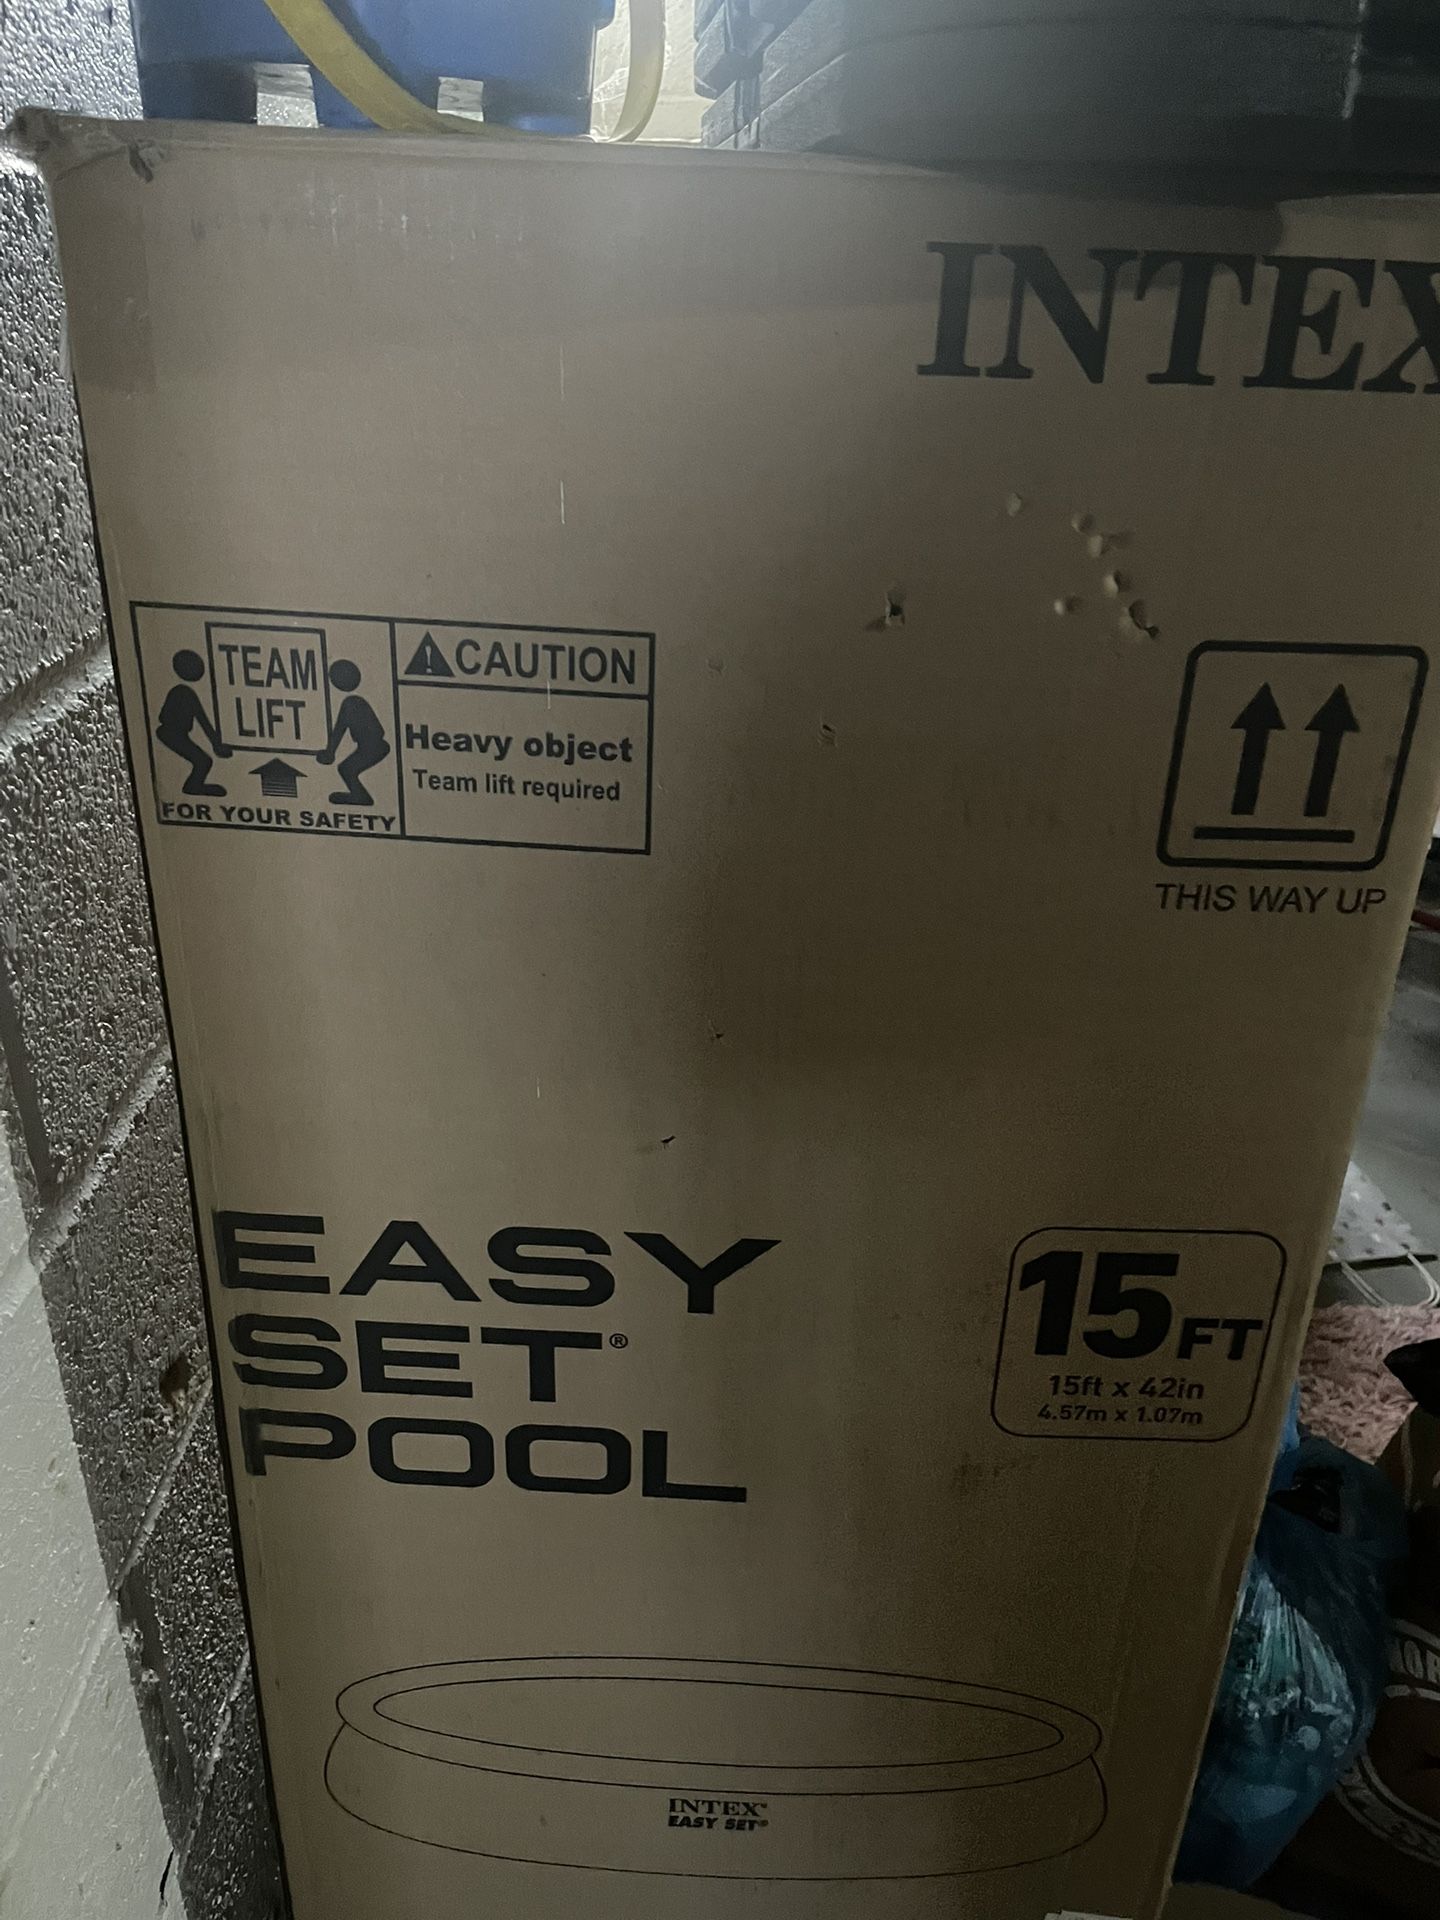 INTEX
TEAM
LIFT
FOR YOUR SAFETY
CAUTION
Heavy object
Team lift required
THIS WAY UP
EASY
SET®
POOL
15FT
15ft x 42in
4.57m x 1.07m
INTEX®
EASY SET®